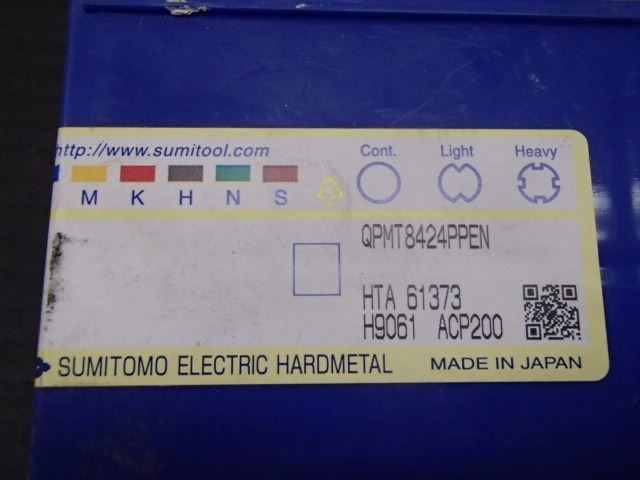 http://www.sumitool.com
Cont. Light Heavy
M K H N S
QPMT8424PPEN
HTA 61373
H9061 ACP200
SUMITOMO ELECTRIC HARDMETAL MADE IN JAPAN